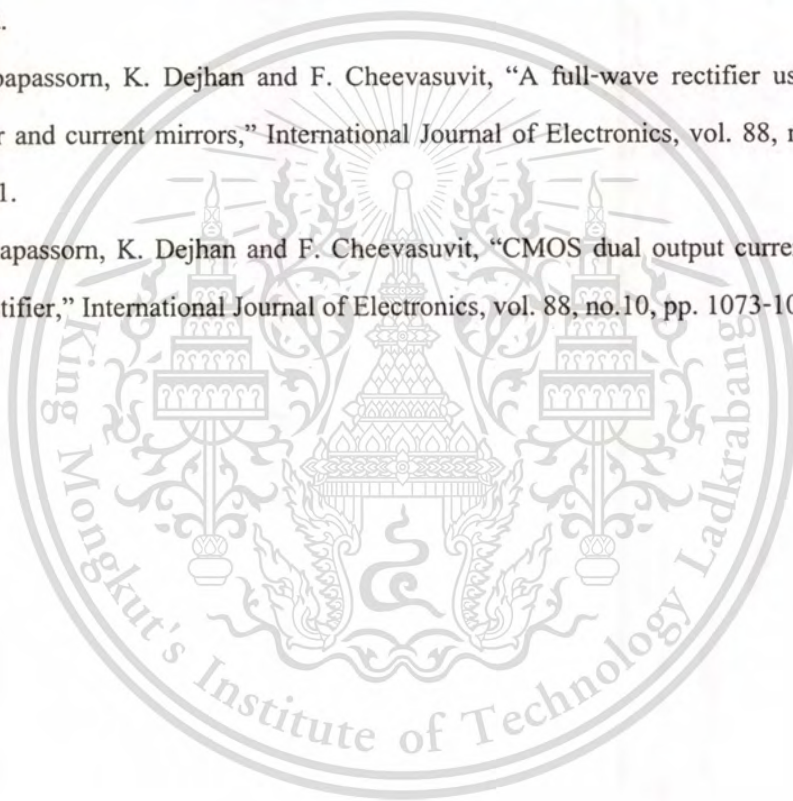 papassorn, K. Dejhan and F. Cheevasuvit, “A full-wave rectifier us
r and current mirrors,” International Journal of Electronics, vol. 88, n
1.
apassorn, K. Dejhan and F. Cheevasuvit, “CMOS dual output curre
tifier,” International Journal of Electronics, vol. 88, no.10, pp. 1073-10
King Mongkut's Institute of Technology Ladkrabang